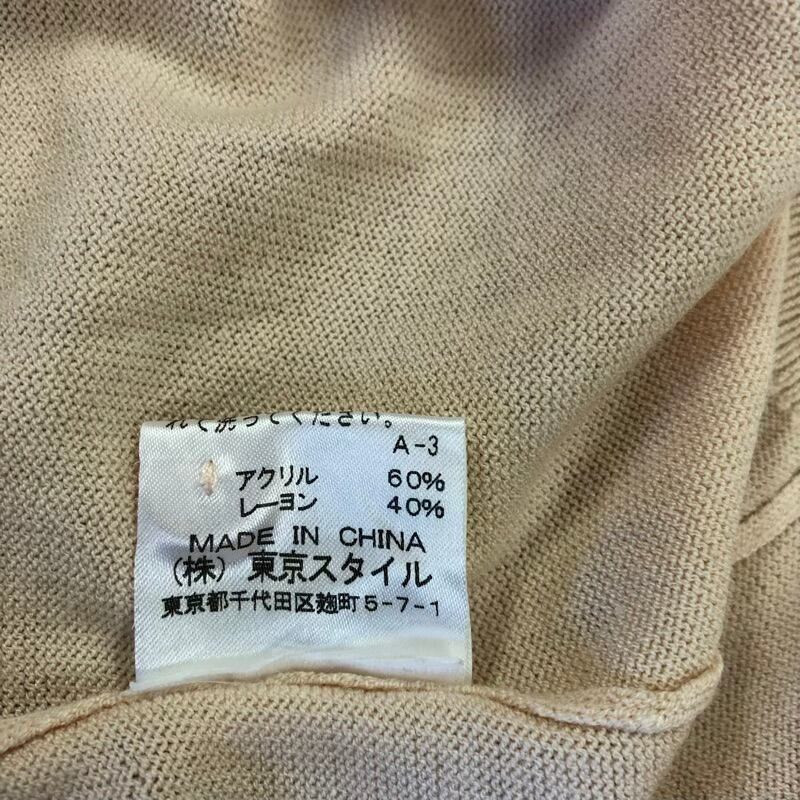 れて洗ってください。
A-3
アクリル 60%
レーヨン 40%
MADE IN CHINA
(株) 東京スタイル
東京都千代田区麹町5-7-1